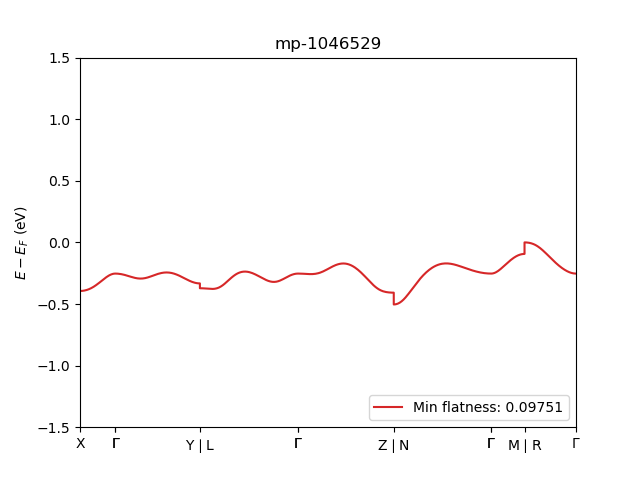 mp-1046529
1.5
1.0
0.5
0.0
−0.5
−1.0
−1.5
E − E_F (eV)
Min flatness: 0.09751
X Γ Y | L Γ Z | N Γ M | R Γ